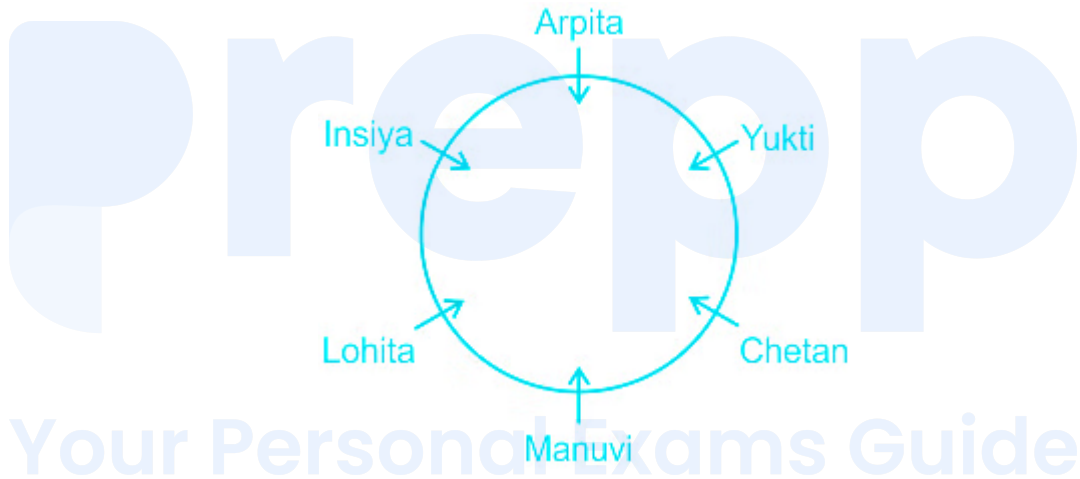 Prepp
Arpita
Insiya
Yukti
Lohita
Chetan
Manuvi
Your Personal Exams Guide